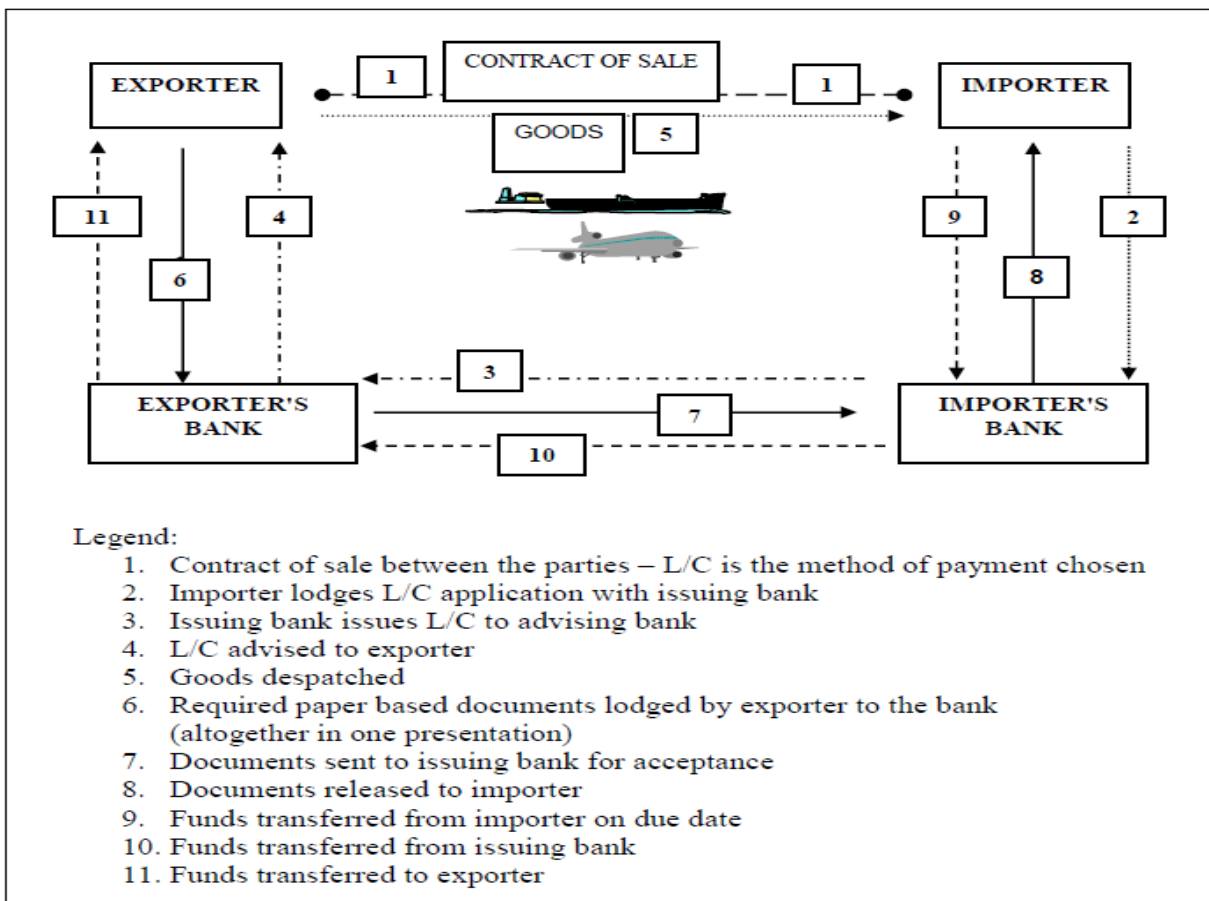 CONTRACT OF SALE
EXPORTER
1
1
IMPORTER
GOODS
5
11
4
9
2
6
8
3
EXPORTER'S
BANK
7
IMPORTER'S
BANK
10
Legend:
1. Contract of sale between the parties – L/C is the method of payment chosen
2. Importer lodges L/C application with issuing bank
3. Issuing bank issues L/C to advising bank
4. L/C advised to exporter
5. Goods despatched
6. Required paper based documents lodged by exporter to the bank
(altogether in one presentation)
7. Documents sent to issuing bank for acceptance
8. Documents released to importer
9. Funds transferred from importer on due date
10. Funds transferred from issuing bank
11. Funds transferred to exporter